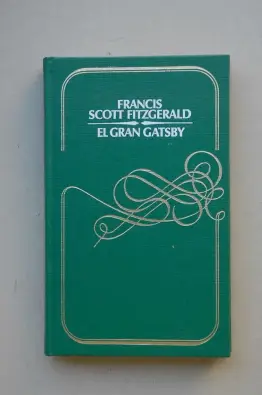 FRANCIS
SCOTT FITZGERALD
EL GRAN GATSBY